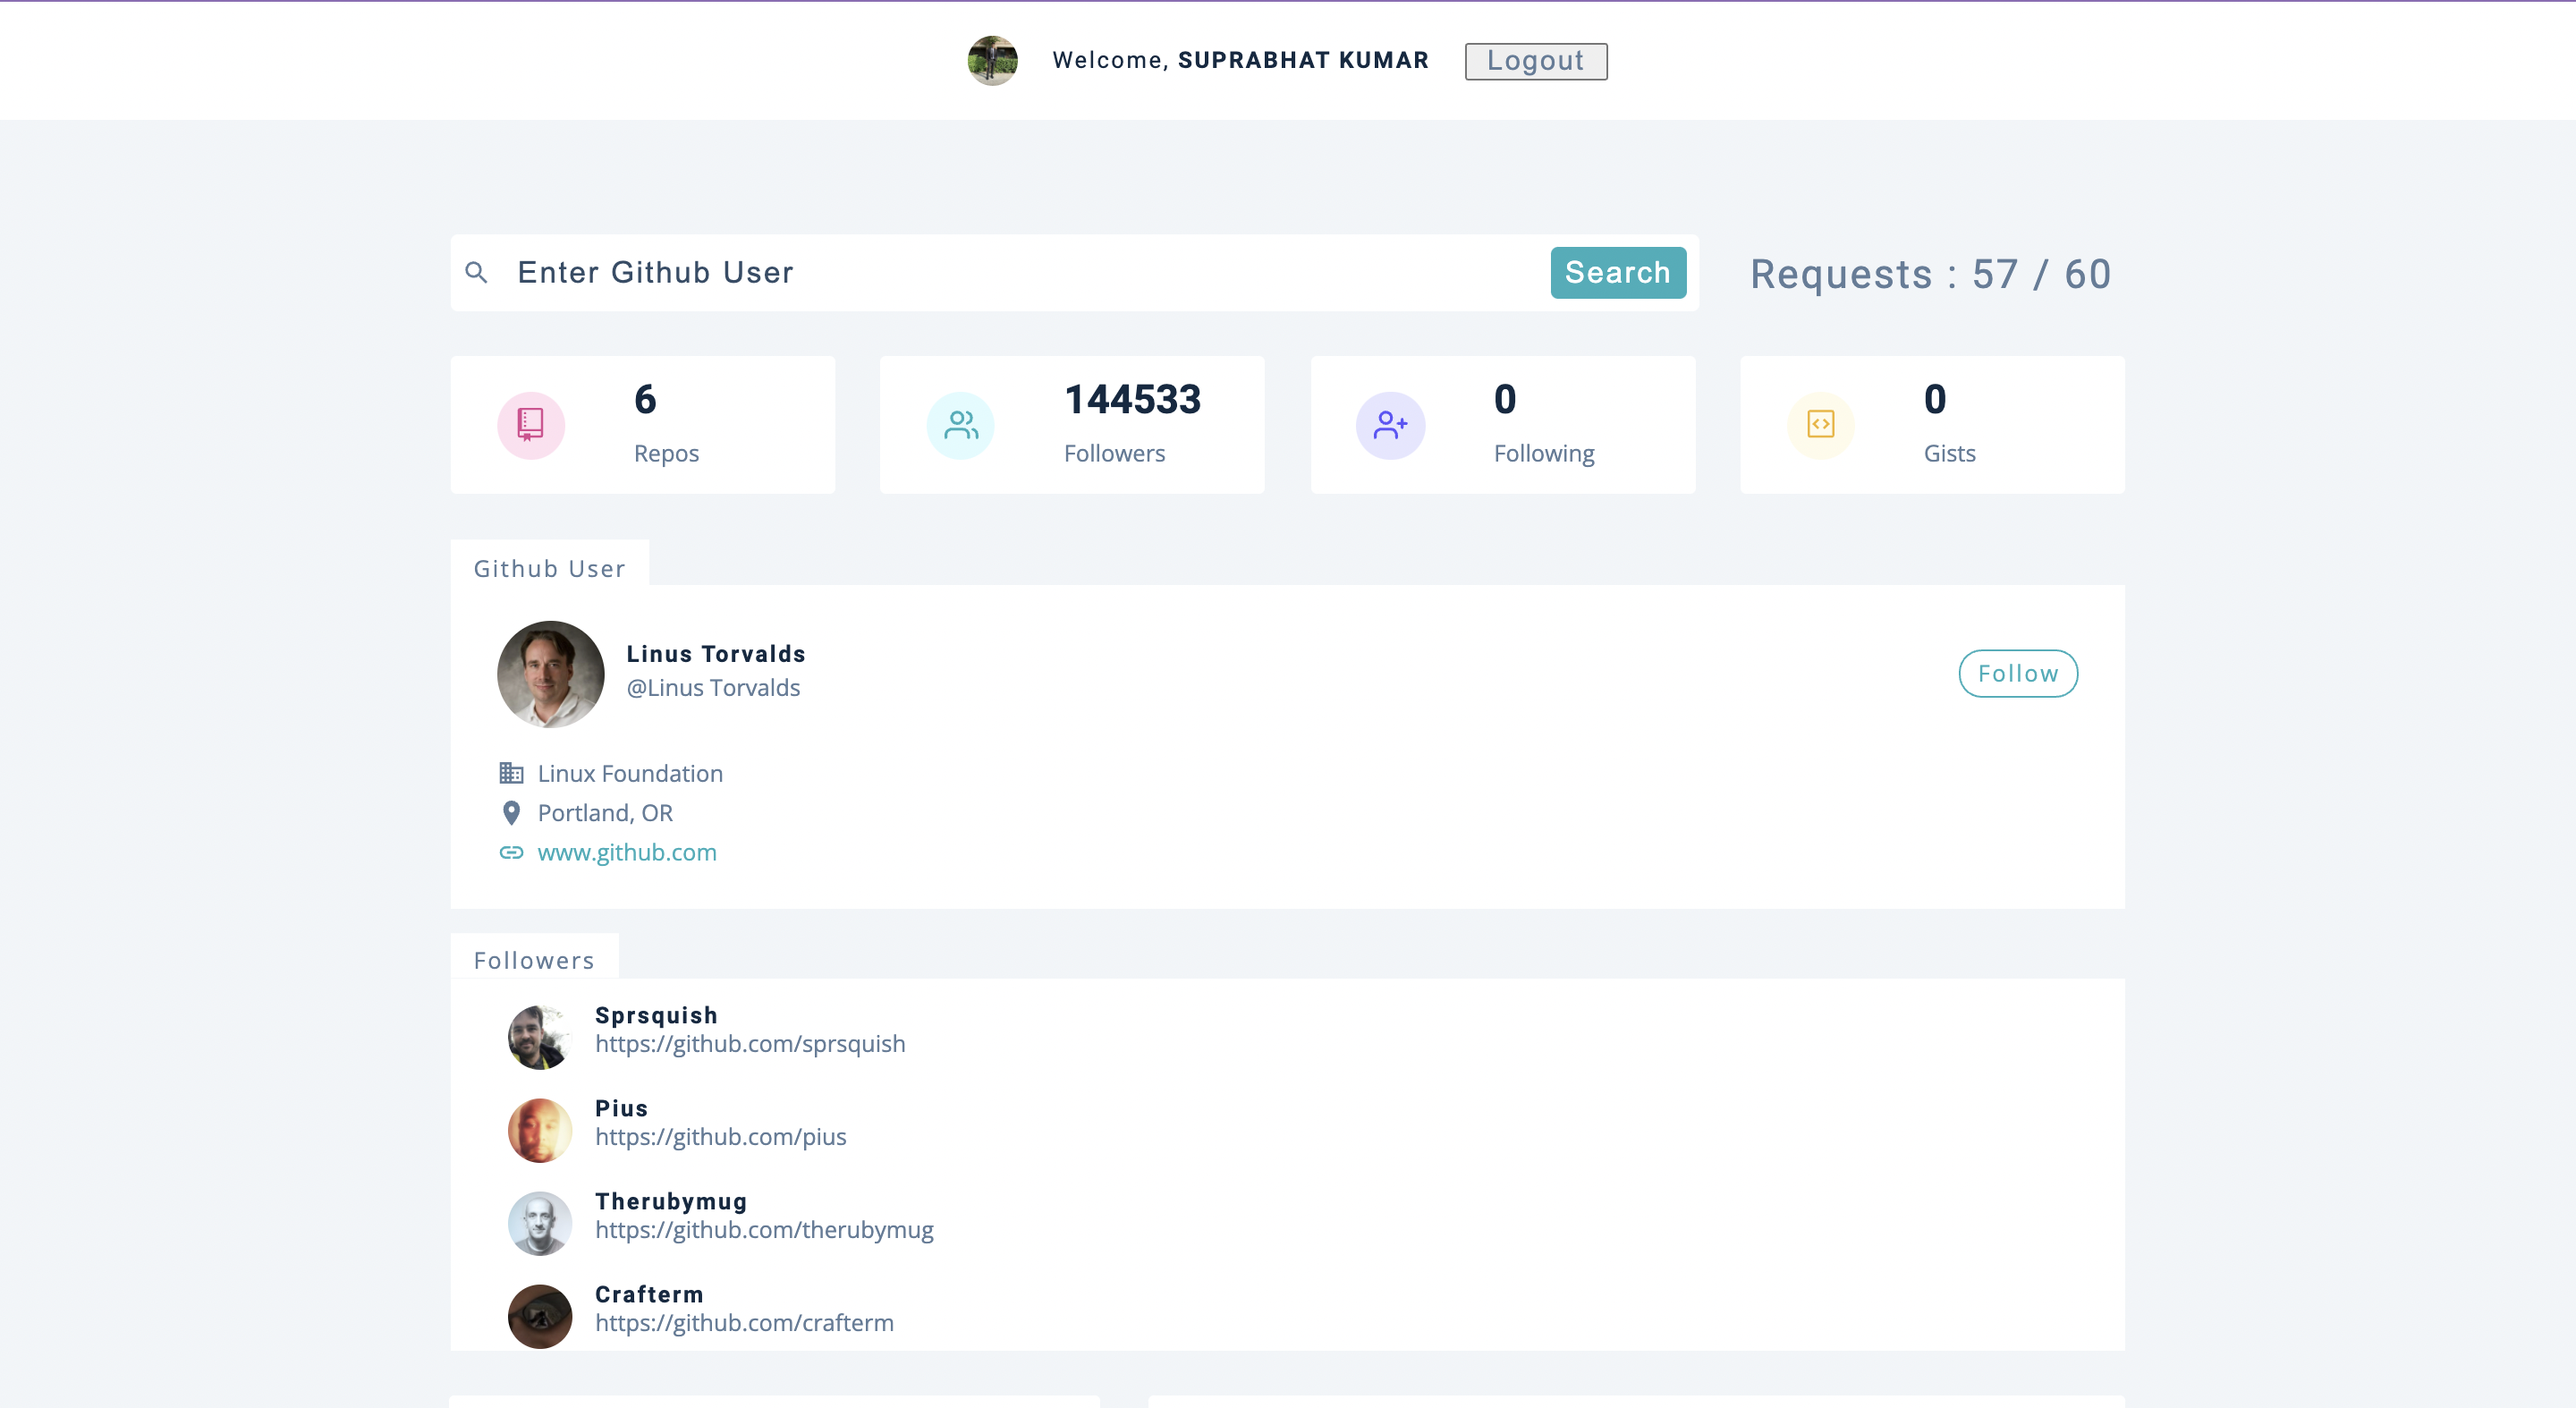 Welcome, SUPRABHAT KUMAR
Logout
Enter Github User
Search
Requests : 57 / 60
6
Repos
144533
Followers
0
Following
0
Gists
Github User
Linus Torvalds
@Linus Torvalds
Follow
Linux Foundation
Portland, OR
www.github.com
Followers
Sprsquish
https://github.com/sprsquish
Pius
https://github.com/pius
Therubymug
https://github.com/therubymug
Crafterm
https://github.com/crafterm